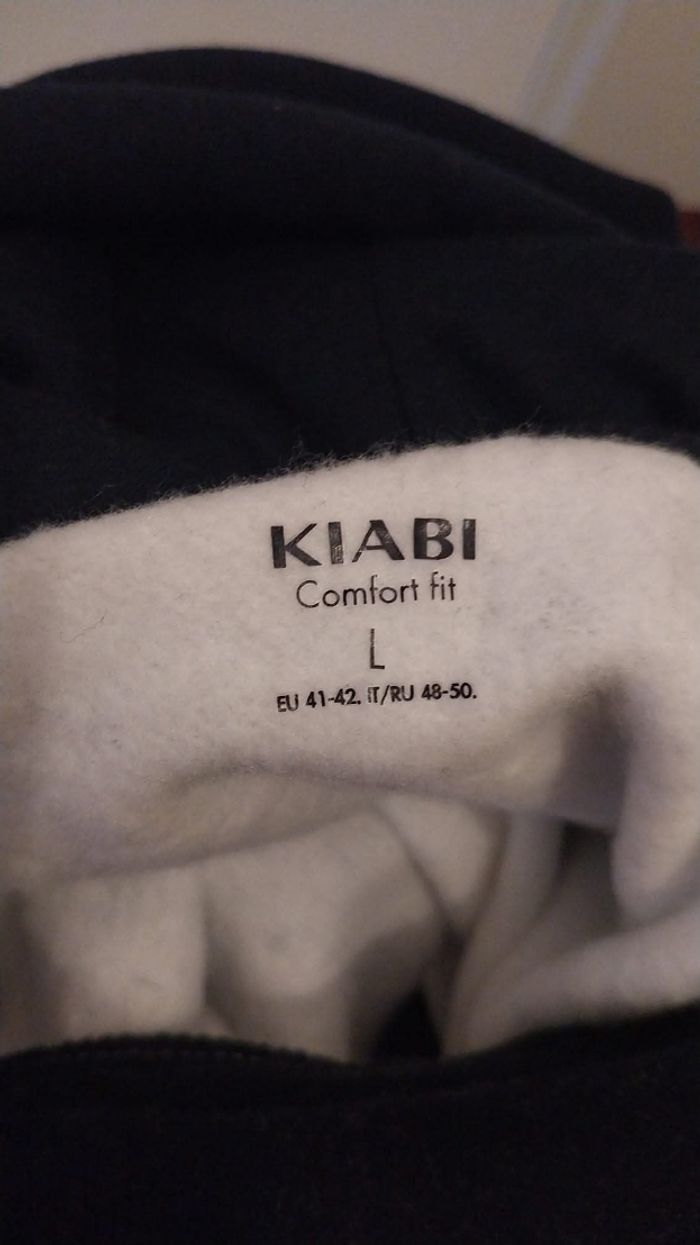 KIABI
Comfort fit
L
EU 41-42. IT/RU 48-50.